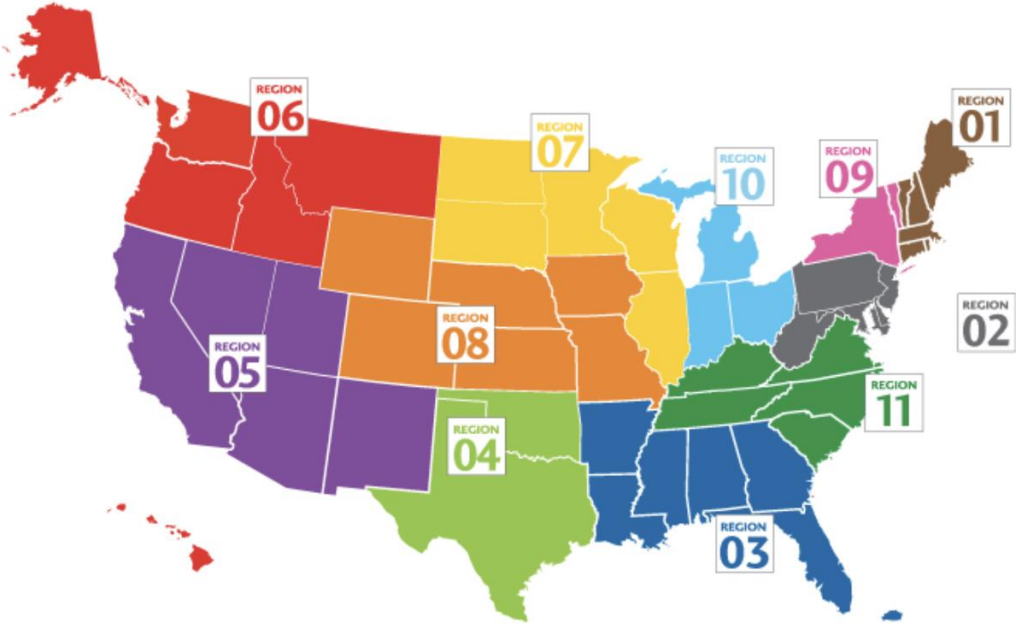 REGION
06
REGION
07
REGION
10
REGION
09
REGION
01
REGION
02
REGION
08
REGION
05
REGION
11
REGION
04
REGION
03